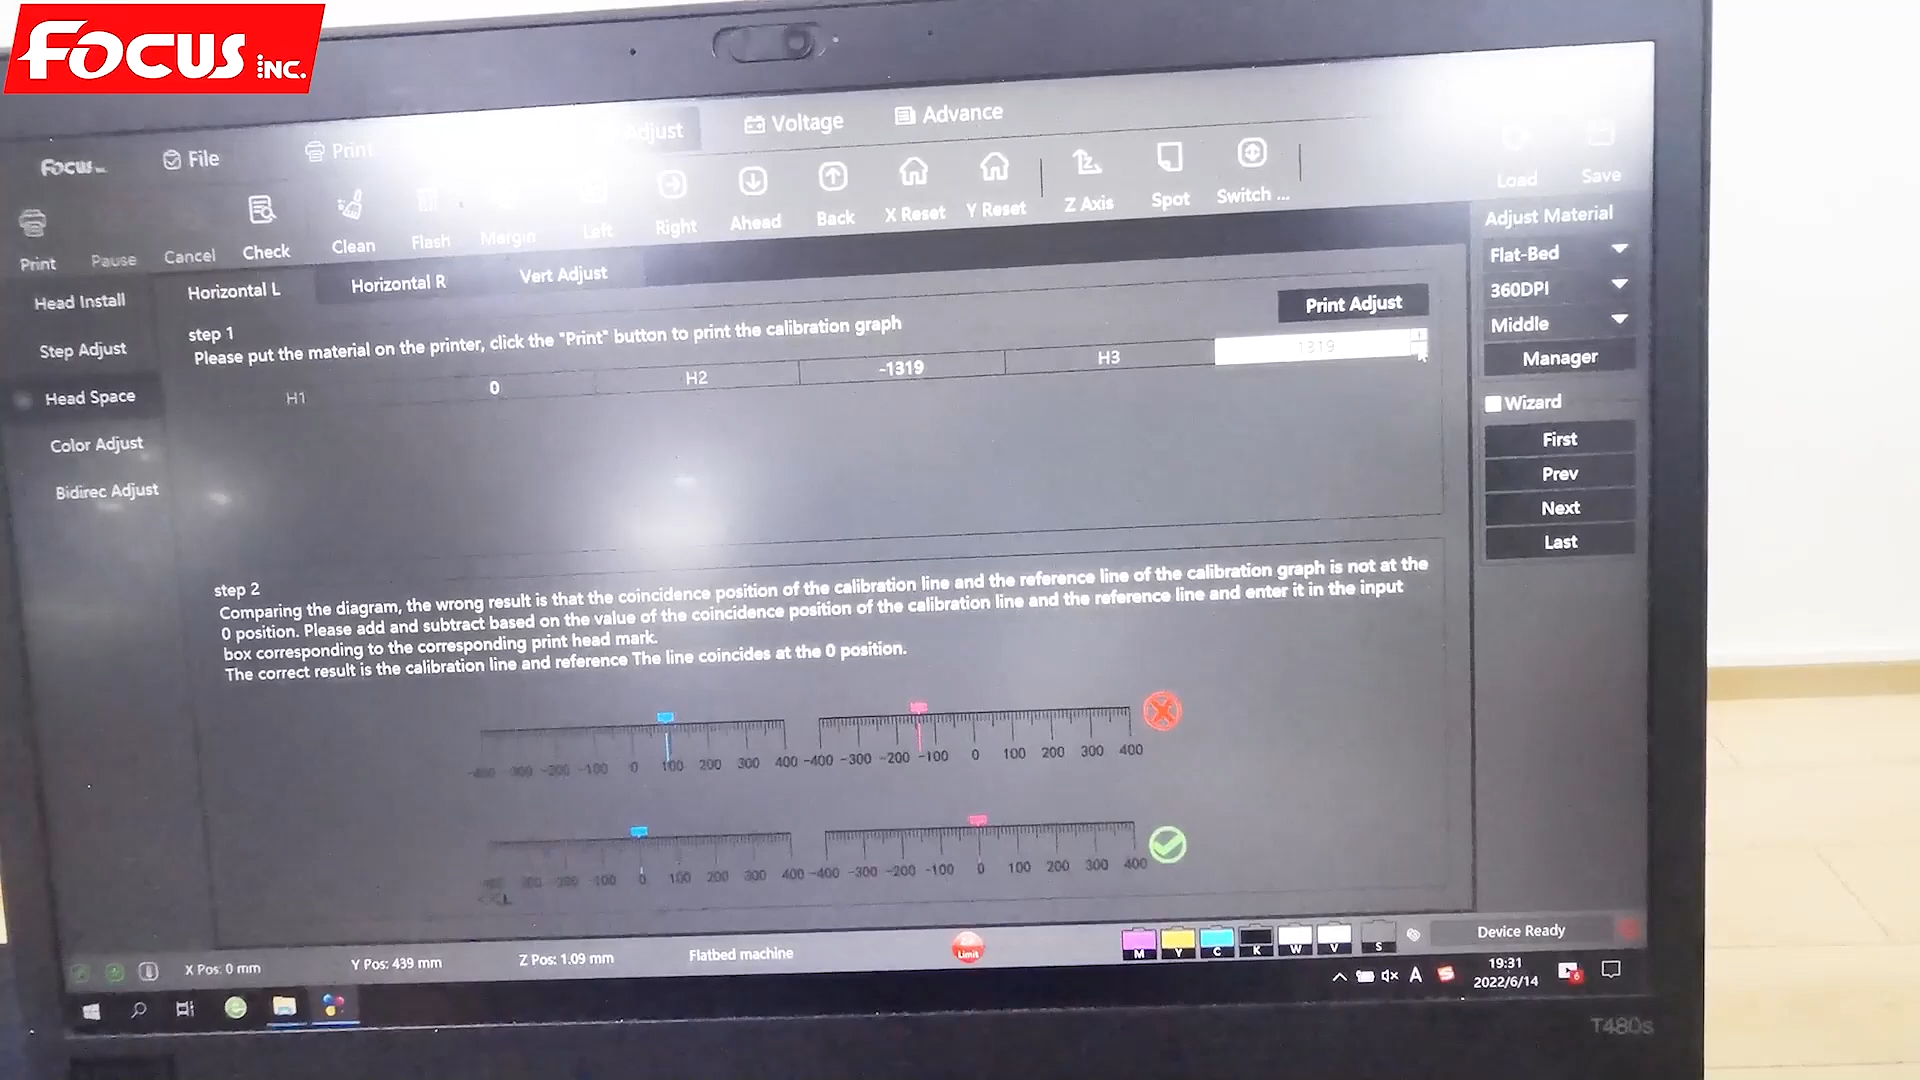 FOCUS INC.
FOCUS INC. File Print Adjust Voltage Advance
Print Pause Cancel Check Clean Flash Margin Left Right Ahead Back X Reset Y Reset Z Axis Spot Switch ... Load Save
Head Install
Step Adjust
Head Space
Color Adjust
Bidirec Adjust
Horizontal L Horizontal R Vert Adjust
step 1
Please put the material on the printer, click the "Print" button to print the calibration graph
Print Adjust
H1 0 H2 -1319 H3 1319
step 2
Comparing the diagram, the wrong result is that the coincidence position of the calibration line and the reference line of the calibration graph is not at the
0 position. Please add and subtract based on the value of the coincidence position of the calibration line and the reference line and enter it in the input
box corresponding to the corresponding print head mark.
The correct result is the calibration line and reference The line coincides at the 0 position.
-400 -300 -200 -100 0 100 200 300 400 -400 -300 -200 -100 0 100 200 300 400
-200 -100 0 100 200 300 400 -400 -300 -200 -100 0 100 200 300 400
Adjust Material
Flat-Bed
360DPI
Middle
Manager
Wizard
First
Prev
Next
Last
X Pos: 0 mm Y Pos: 439 mm Z Pos: 1.09 mm Flatbed machine Limit M Y C K W V S Device Ready
A S 19:31 6
2022/6/14
T480s